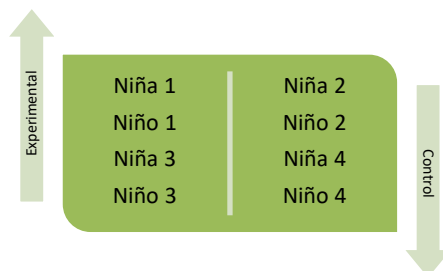 Experimental
Niña 1
Niño 1
Niña 3
Niño 3
Niña 2
Niño 2
Niña 4
Niño 4
Control